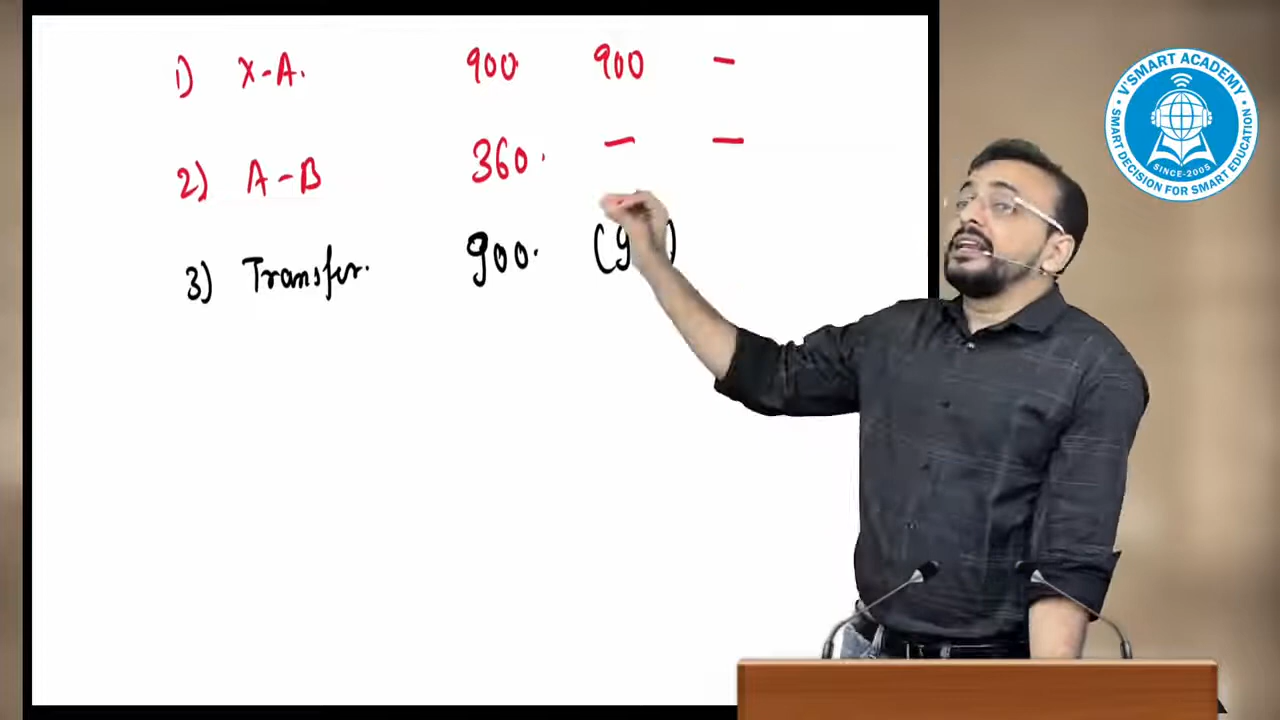 1) X-A. 900 900 -
2) A-B 360. - -
3) Transfer. 900. (9 )
V'SMART ACADEMY
SINCE-2005
SMART DECISION FOR SMART EDUCATION